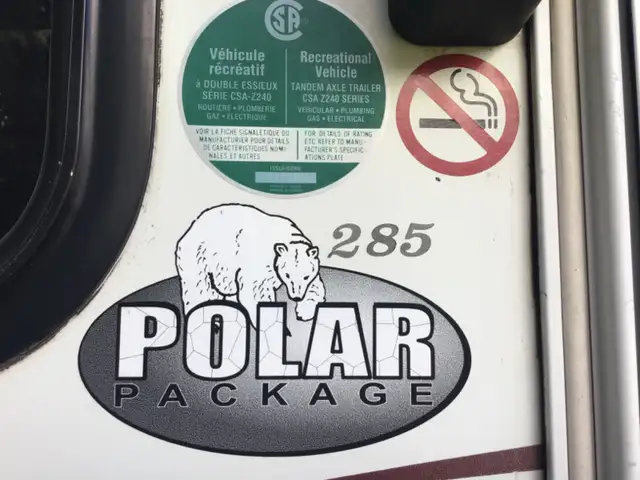 CSA
Véhicule
récréatif
à DOUBLE ESSIEUX
SÉRIE CSA-Z240
ROUTIÈRE • PLOMBERIE
GAZ • ÉLECTRIQUE
VOIR LA FICHE SIGNALÉTIQUE DU
MANUFACTURIER POUR DÉTAILS
DE CARACTÉRISTIQUES NOMI-
NALES ET AUTRES
Recreational
Vehicle
TANDEM AXLE TRAILER
CSA Z240 SERIES
VEHICULAR • PLUMBING
GAS • ELECTRICAL
FOR DETAILS OF RATING
ETC REFER TO MANU-
FACTURER'S SPECIFIC-
ATIONS PLATE
285
POLAR
PACKAGE